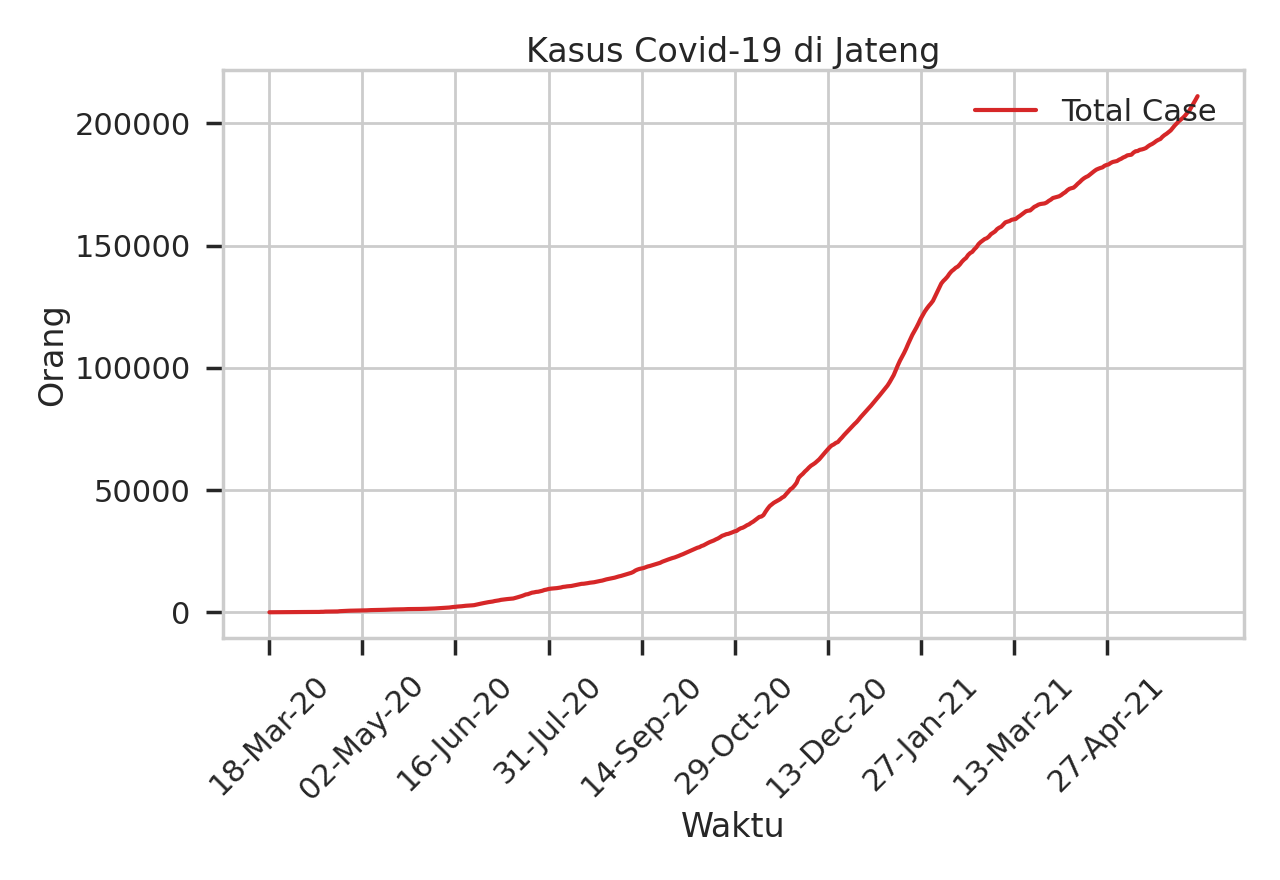 Kasus Covid-19 di Jateng
Total Case
Orang
200000
150000
100000
50000
0
18-Mar-20
02-May-20
16-Jun-20
31-Jul-20
14-Sep-20
29-Oct-20
13-Dec-20
27-Jan-21
13-Mar-21
27-Apr-21
Waktu